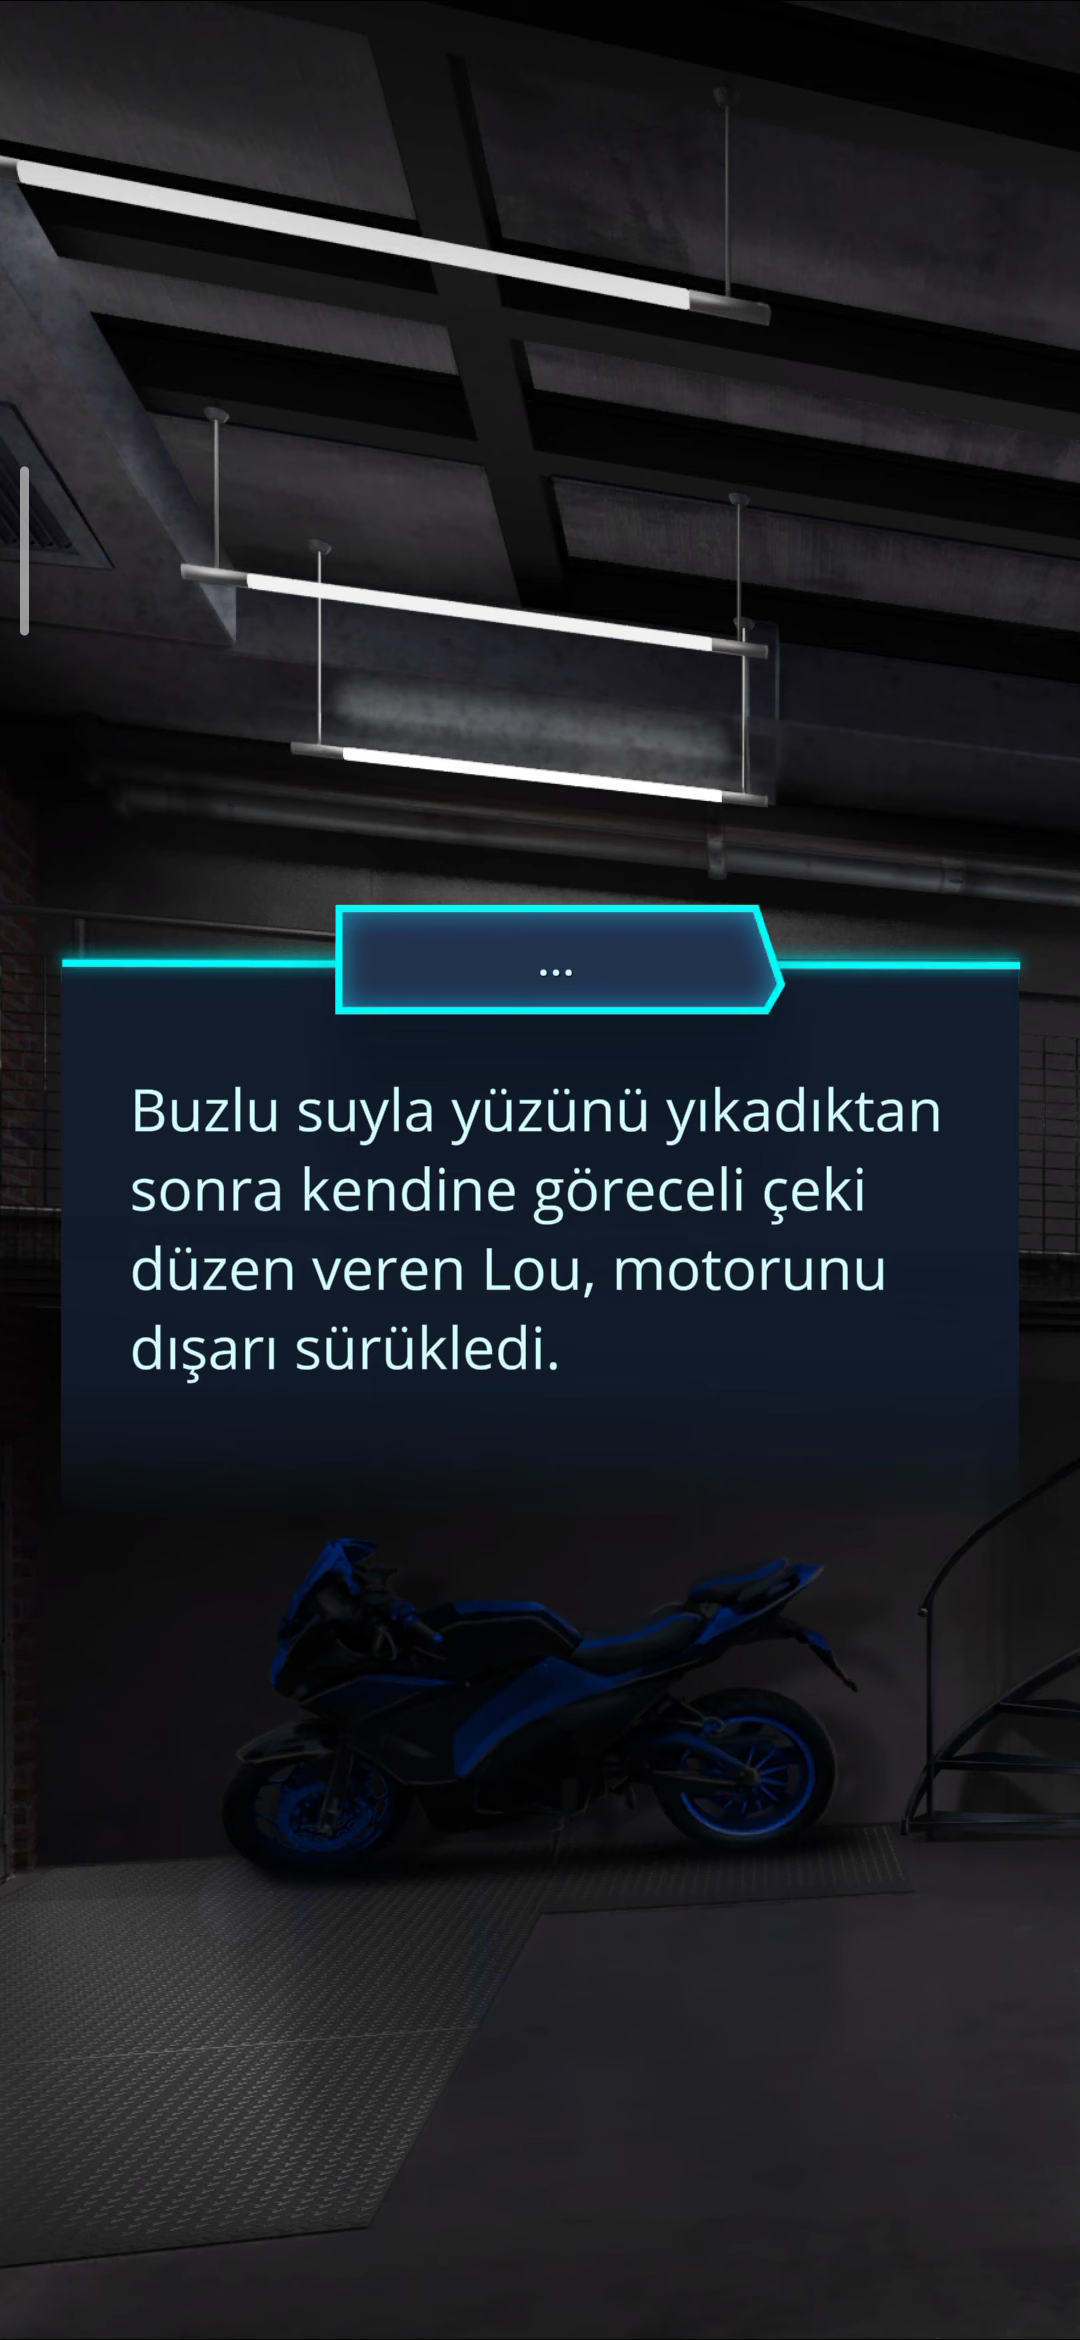 ...
Buzlu suyla yüzünü yıkadıktan
sonra kendine göreceli çeki
düzen veren Lou, motorunu
dışarı sürükledi.